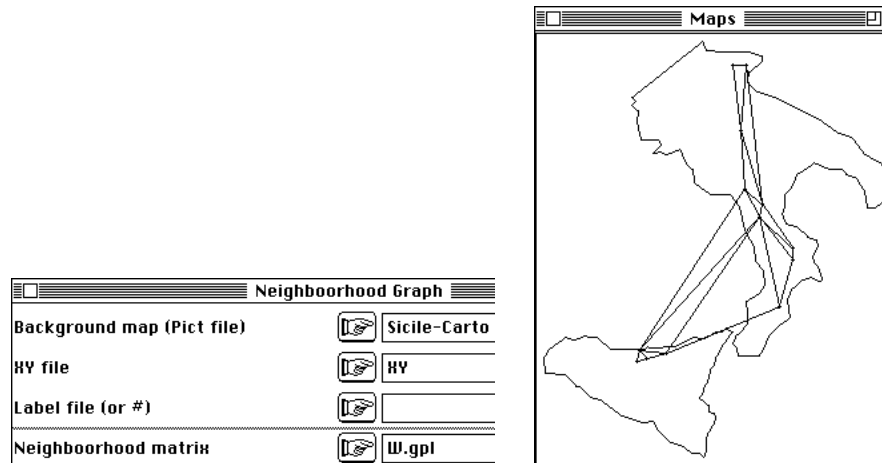 Maps
Neighboorhood Graph
Background map (Pict file) Sicile-Carto
XY file XY
Label file (or #)
Neighboorhood matrix W.gpl